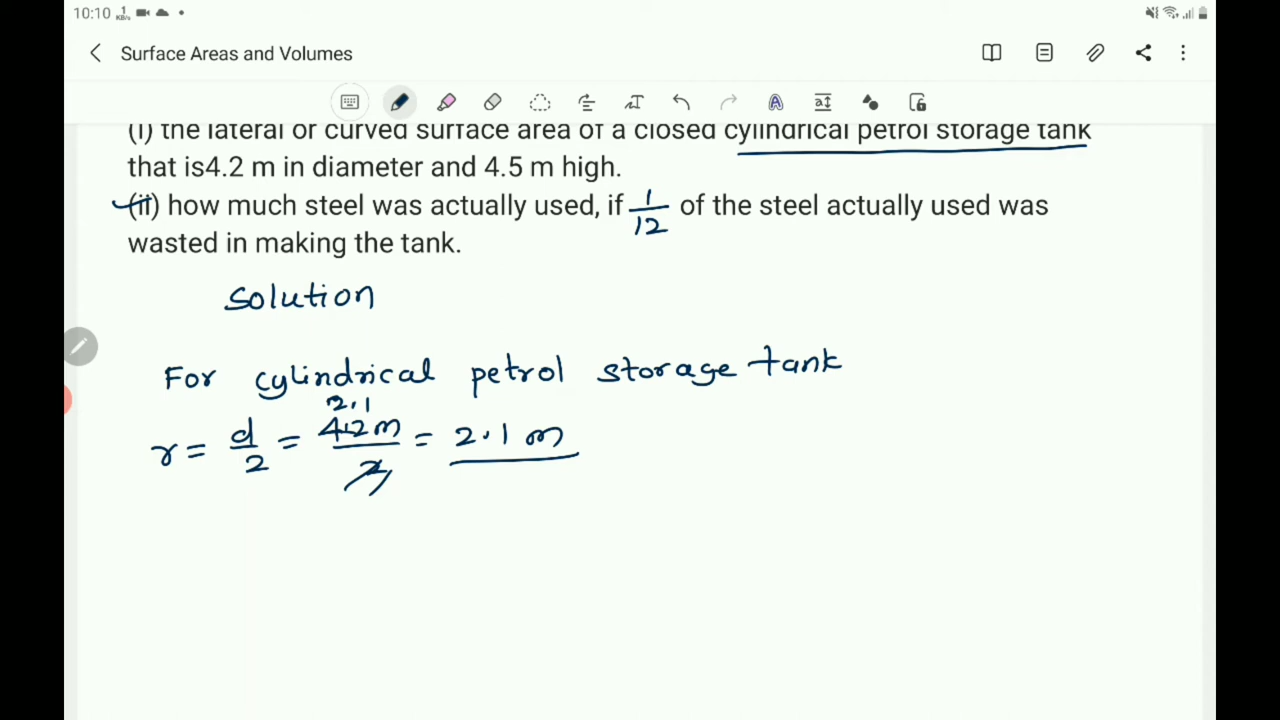 10:10 1 KB/s
Surface Areas and Volumes
(i) the lateral or curved surface area of a closed cylindrical petrol storage tank
that is4.2 m in diameter and 4.5 m high.
(ii) how much steel was actually used, if 1/12 of the steel actually used was
wasted in making the tank.
Solution
For cylindrical petrol storage tank
2.1
r = d/2 = 4.2m/2 = 2.1 m